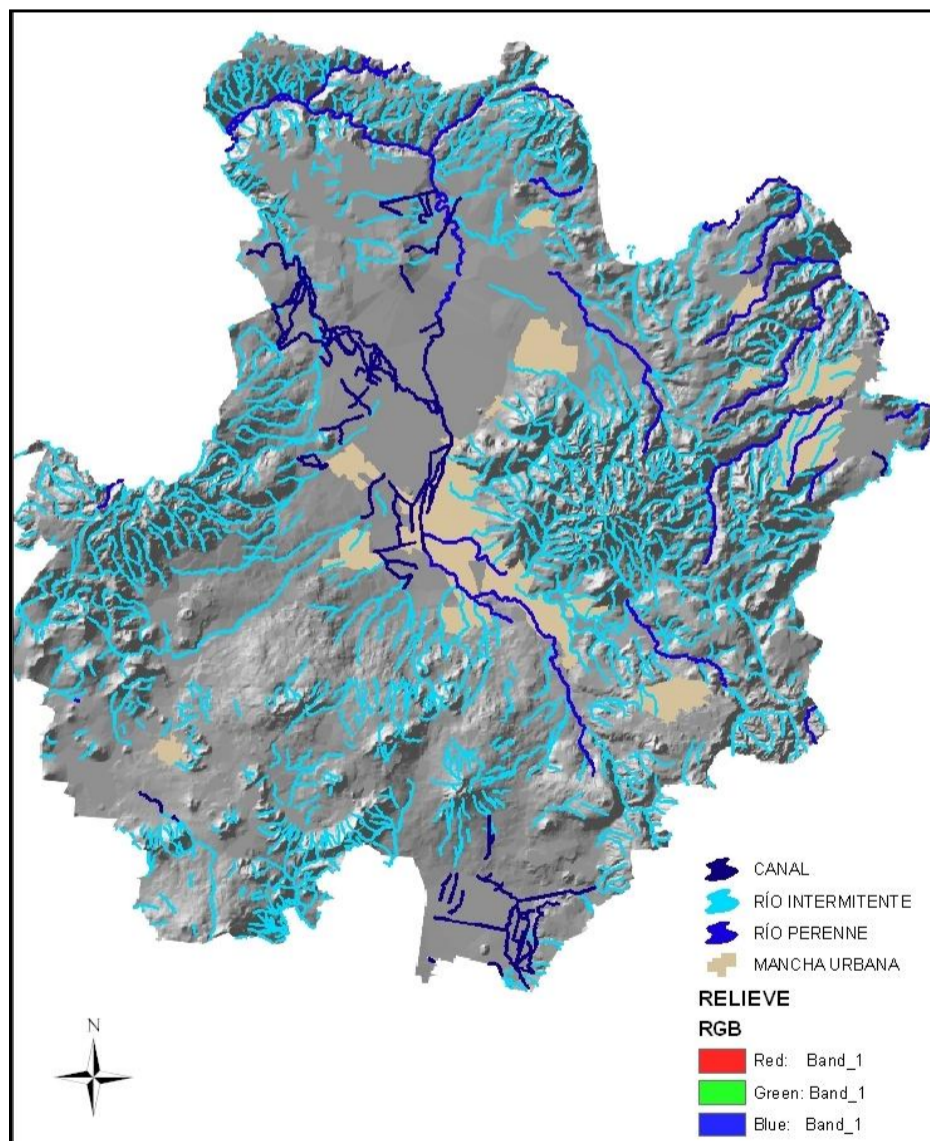 CANAL
RÍO INTERMITENTE
RÍO PERENNE
MANCHA URBANA
RELIEVE
RGB
Red: Band_1
Green: Band_1
Blue: Band_1
N